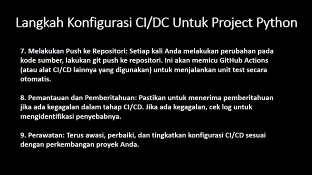 Langkah Konfigurasi CI/DC Untuk Project Python
7. Melakukan Push ke Repositori: Setiap kali Anda melakukan perubahan pada
kode sumber, lakukan git push ke repositori. Ini akan memicu GitHub Actions
(atau alat CI/CD lainnya yang digunakan) untuk menjalankan unit test secara
otomatis.
8. Pemantauan dan Pemberitahuan: Pastikan untuk menerima pemberitahuan
jika ada kegagalan dalam tahap CI/CD. Jika ada kegagalan, cek log untuk
mengidentifikasi penyebabnya.
9. Perawatan: Terus awasi, perbaiki, dan tingkatkan konfigurasi CI/CD sesuai
dengan perkembangan proyek Anda.